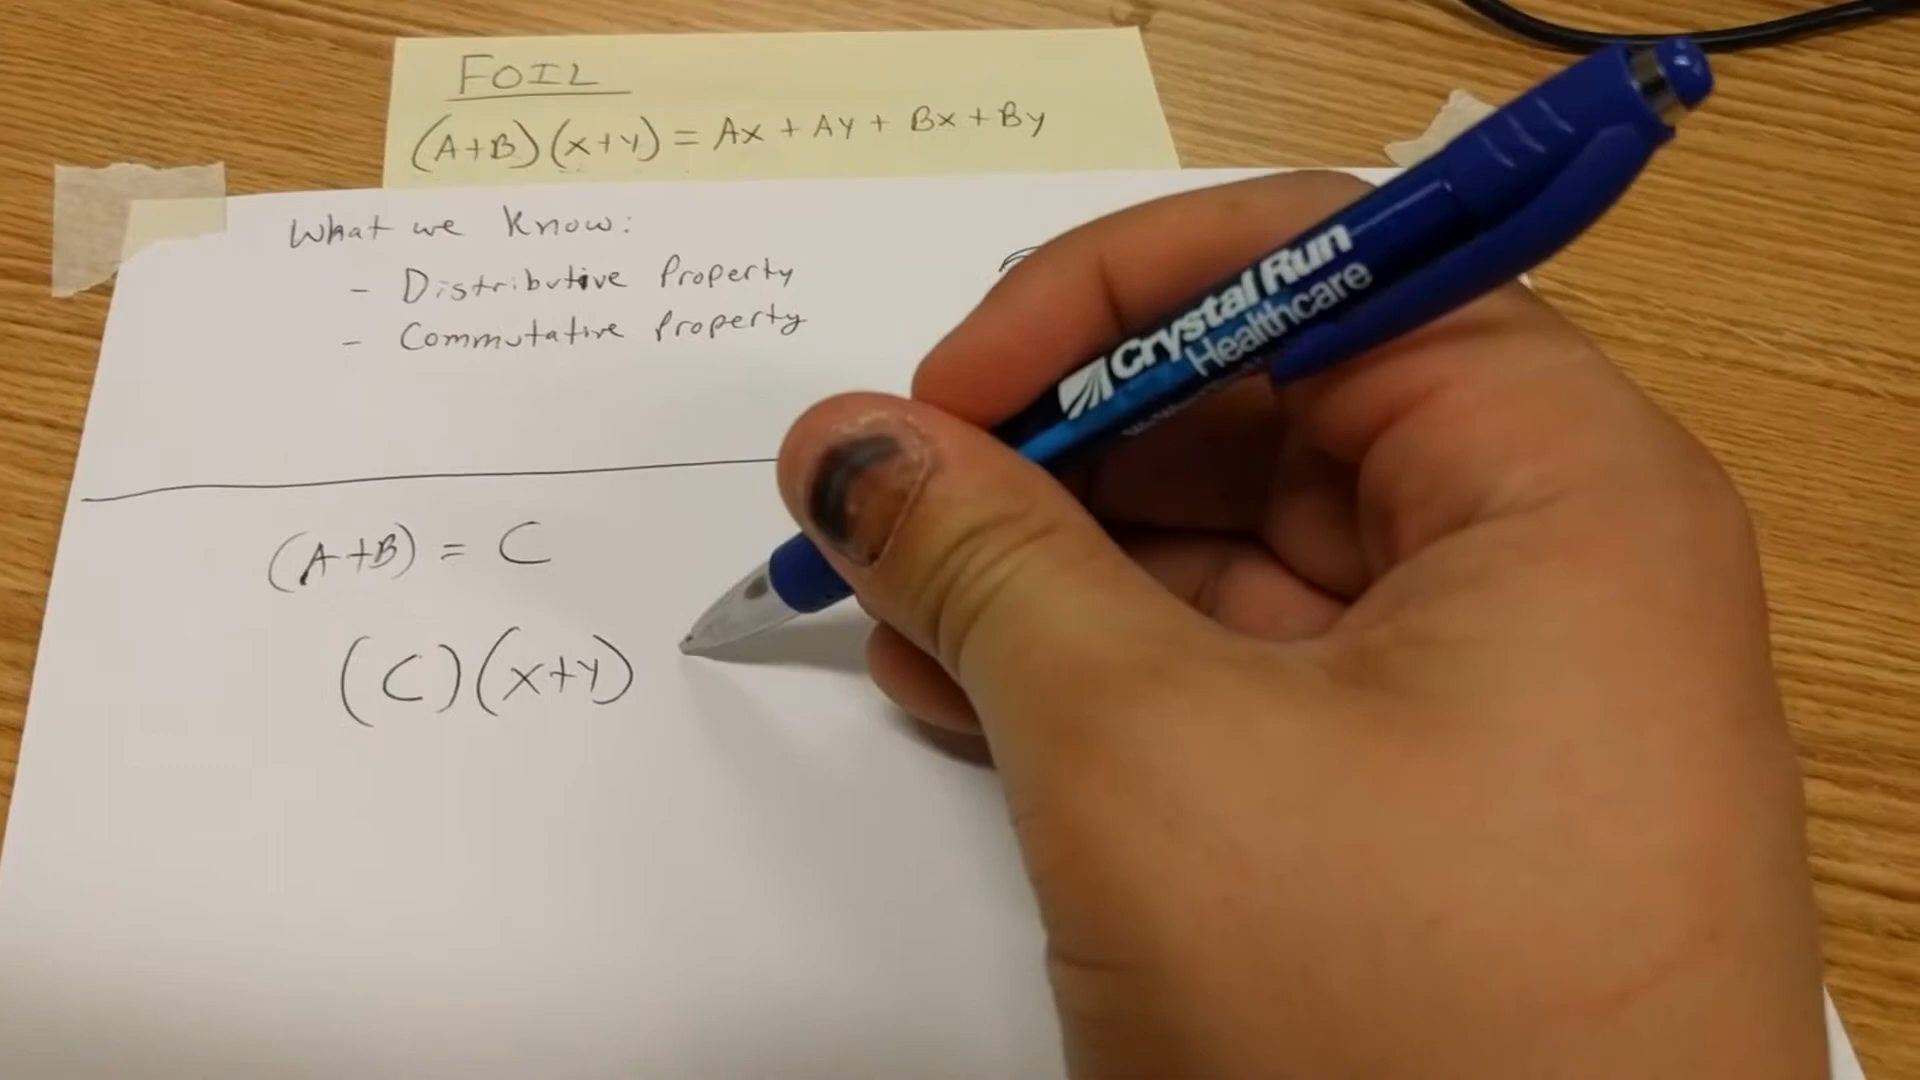 FOIL
(A+B)(x+y) = Ax + Ay + Bx + By
What we know:
- Distributive Property
- Commutative Property
(A+B) = C
(C)(x+y)
Crystal Run
Healthcare